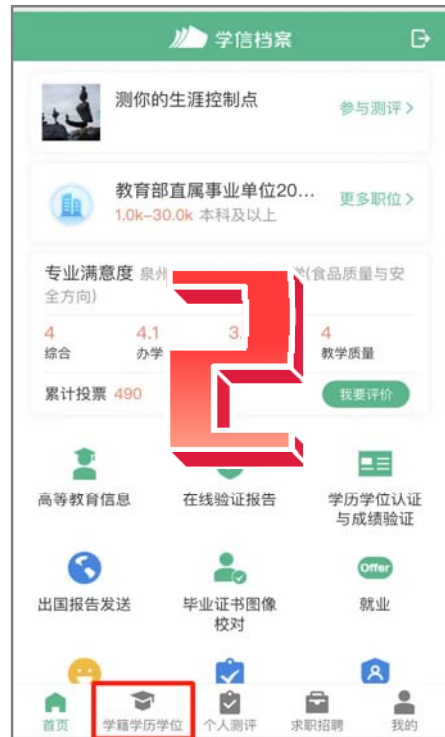 学信档案
测你的生涯控制点
参与测评 >
教育部直属事业单位20...
1.0k-30.0k 本科及以上
更多职位 >
专业满意度 泉州
学(食品质量与安
全方向)
4 4.1 3. 4
综合 办学 教学质量
累计投票 490
我要评价
2
高等教育信息 在线验证报告 学历学位认证
与成绩验证
Offer
出国报告发送 毕业证书图像 就业
校对
首页 学籍学历学位 个人测评 求职招聘 我的